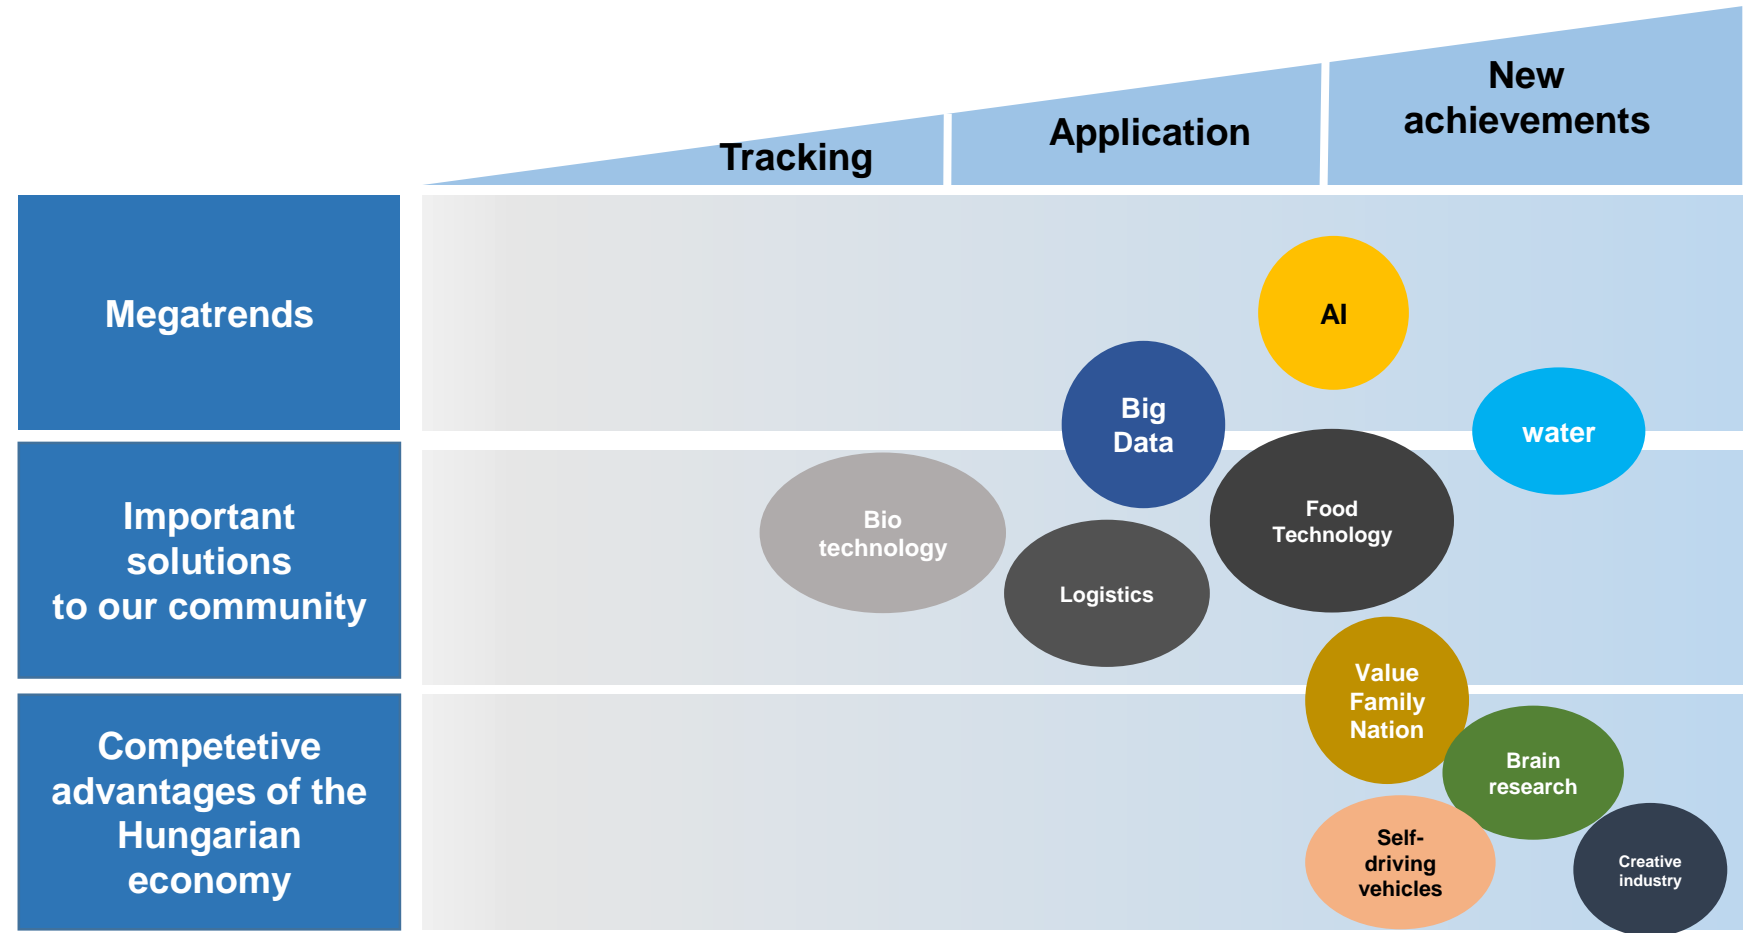 New
achievements
Application
Tracking
Megatrends
AI
Big
Data
water
Important
solutions
to our community
Bio
technology
Food
Technology
Logistics
Value
Family
Nation
Competetive
advantages of the
Hungarian
economy
Brain
research
Self-
driving
vehicles
Creative
industry